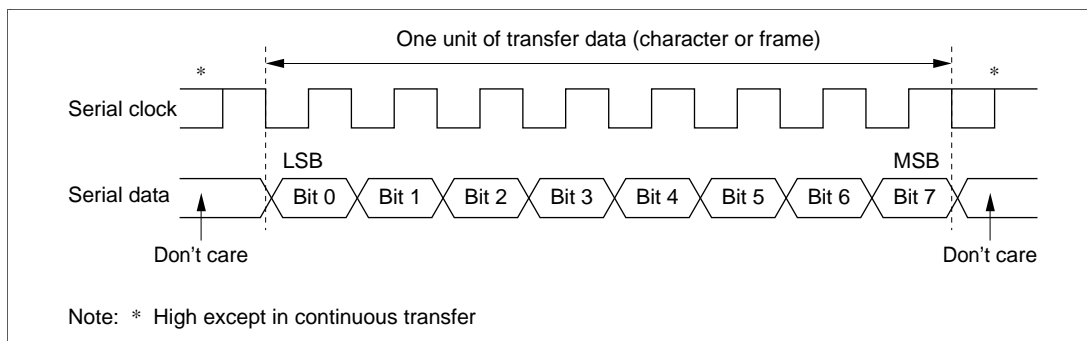 One unit of transfer data (character or frame)
* *
Serial clock
LSB MSB
Serial data Bit 0 Bit 1 Bit 2 Bit 3 Bit 4 Bit 5 Bit 6 Bit 7
Don't care Don't care
Note: * High except in continuous transfer